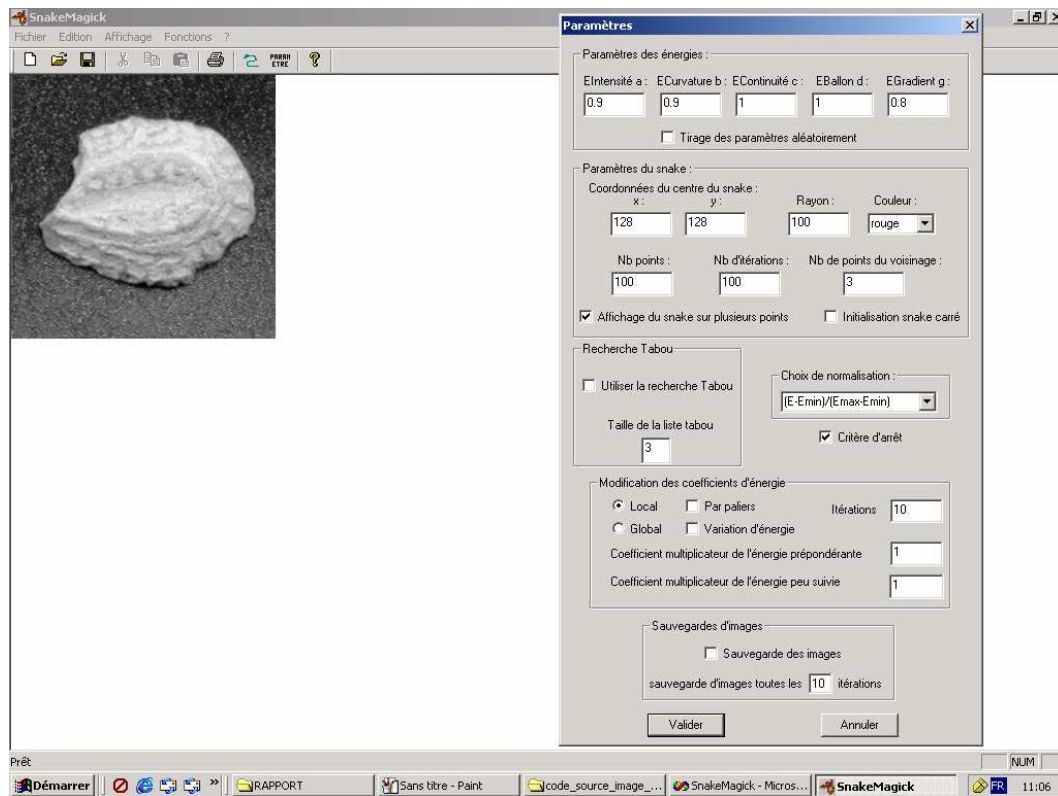 SnakeMagick
Fichier Edition Affichage Fonctions ?
PARAM
ETRE
Paramètres
Paramètres des énergies :
EIntensité a : ECurvature b : EContinuité c : EBallon d : EGradient g :
0.9 0.9 1 1 0.8
Tirage des paramètres aléatoirement
Paramètres du snake :
Coordonnées du centre du snake :
x : y : Rayon : Couleur :
128 128 100 rouge
Nb points : Nb d'itérations : Nb de points du voisinage :
100 100 3
Affichage du snake sur plusieurs points Initialisation snake carré
Recherche Tabou
Utiliser la recherche Tabou
Taille de la liste tabou
3
Choix de normalisation :
(E-Emin)/(Emax-Emin)
Critère d'arrêt
Modification des coefficients d'énergie
Local Par paliers Itérations 10
Global Variation d'énergie
Coefficient multiplicateur de l'énergie prépondérante 1
Coefficient multiplicateur de l'énergie peu suivie 1
Sauvegardes d'images
Sauvegarde des images
sauvegarde d'images toutes les 10 itérations
Valider Annuler
Prêt NUM
Démarrer » RAPPORT Sans titre - Paint code_source_image_... SnakeMagick - Micros... SnakeMagick FR 11:06